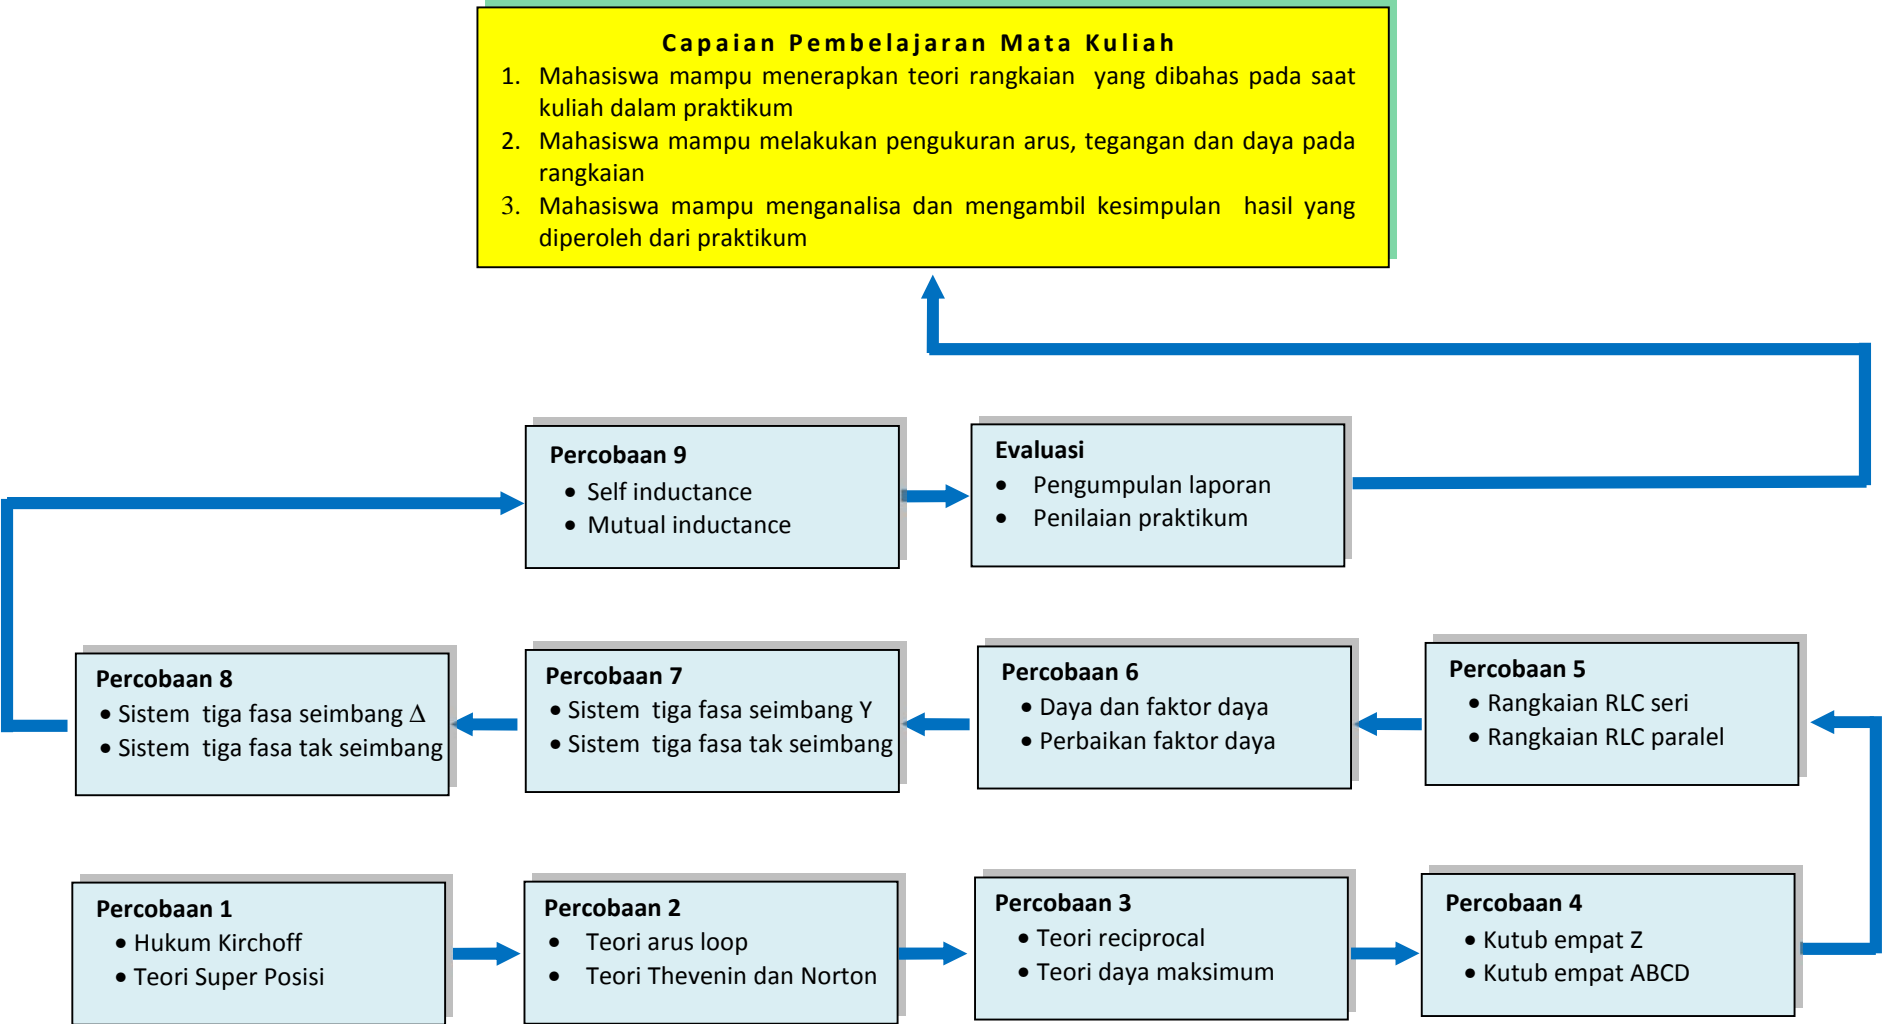 Capaian Pembelajaran Mata Kuliah
1. Mahasiswa mampu menerapkan teori rangkaian yang dibahas pada saat
kuliah dalam praktikum
2. Mahasiswa mampu melakukan pengukuran arus, tegangan dan daya pada
rangkaian
3. Mahasiswa mampu menganalisa dan mengambil kesimpulan hasil yang
diperoleh dari praktikum
Percobaan 9
• Self inductance
• Mutual inductance
Evaluasi
• Pengumpulan laporan
• Penilaian praktikum
Percobaan 8
• Sistem tiga fasa seimbang Δ
• Sistem tiga fasa tak seimbang
Percobaan 7
• Sistem tiga fasa seimbang Y
• Sistem tiga fasa tak seimbang
Percobaan 6
• Daya dan faktor daya
• Perbaikan faktor daya
Percobaan 5
• Rangkaian RLC seri
• Rangkaian RLC paralel
Percobaan 1
• Hukum Kirchoff
• Teori Super Posisi
Percobaan 2
• Teori arus loop
• Teori Thevenin dan Norton
Percobaan 3
• Teori reciprocal
• Teori daya maksimum
Percobaan 4
• Kutub empat Z
• Kutub empat ABCD